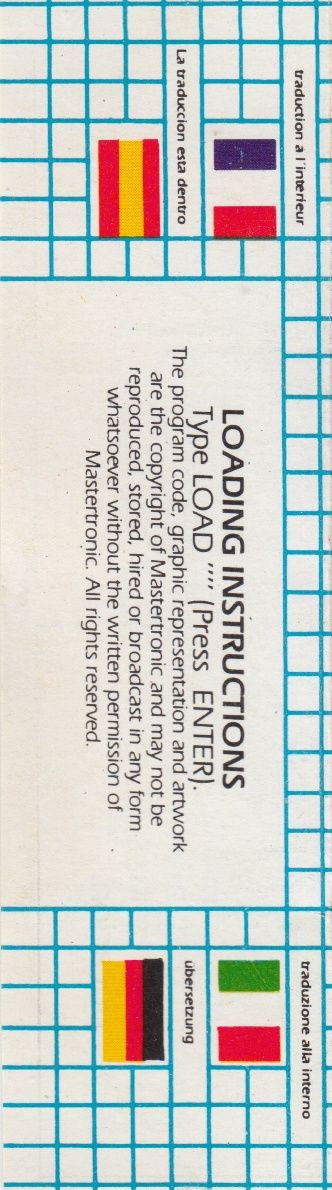 traduction a l'interieur
La traduccion esta dentro
LOADING INSTRUCTIONS
Type LOAD "" (Press ENTER).
The program code, graphic representation and artwork
are the copyright of Mastertronic and may not be
reproduced, stored, hired or broadcast in any form
whatsoever without the written permission of
Mastertronic. All rights reserved.
traduzione alla interno
übersetzung